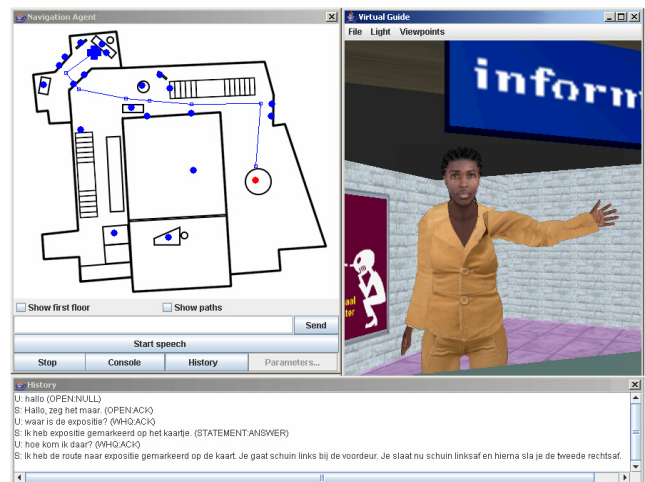 Navigation Agent
Show first floor
Show paths
Send
Start speech
Stop
Console
History
Parameters...
Virtual Guide
File Light Viewpoints
inform
aal
ter
History
U: hallo (OPEN:NULL)
S: Hallo, zeg het maar. (OPEN:ACK)
U: waar is de expositie? (WHQ:ACK)
S: Ik heb expositie gemarkeerd op het kaartje. (STATEMENT:ANSWER)
U: hoe kom ik daar? (WHQ:ACK)
S: Ik heb de route naar expositie gemarkeerd op de kaart. Je gaat schuin links bij de voordeur. Je slaat nu schuin linksaf en hierna sla je de tweede rechtsaf.